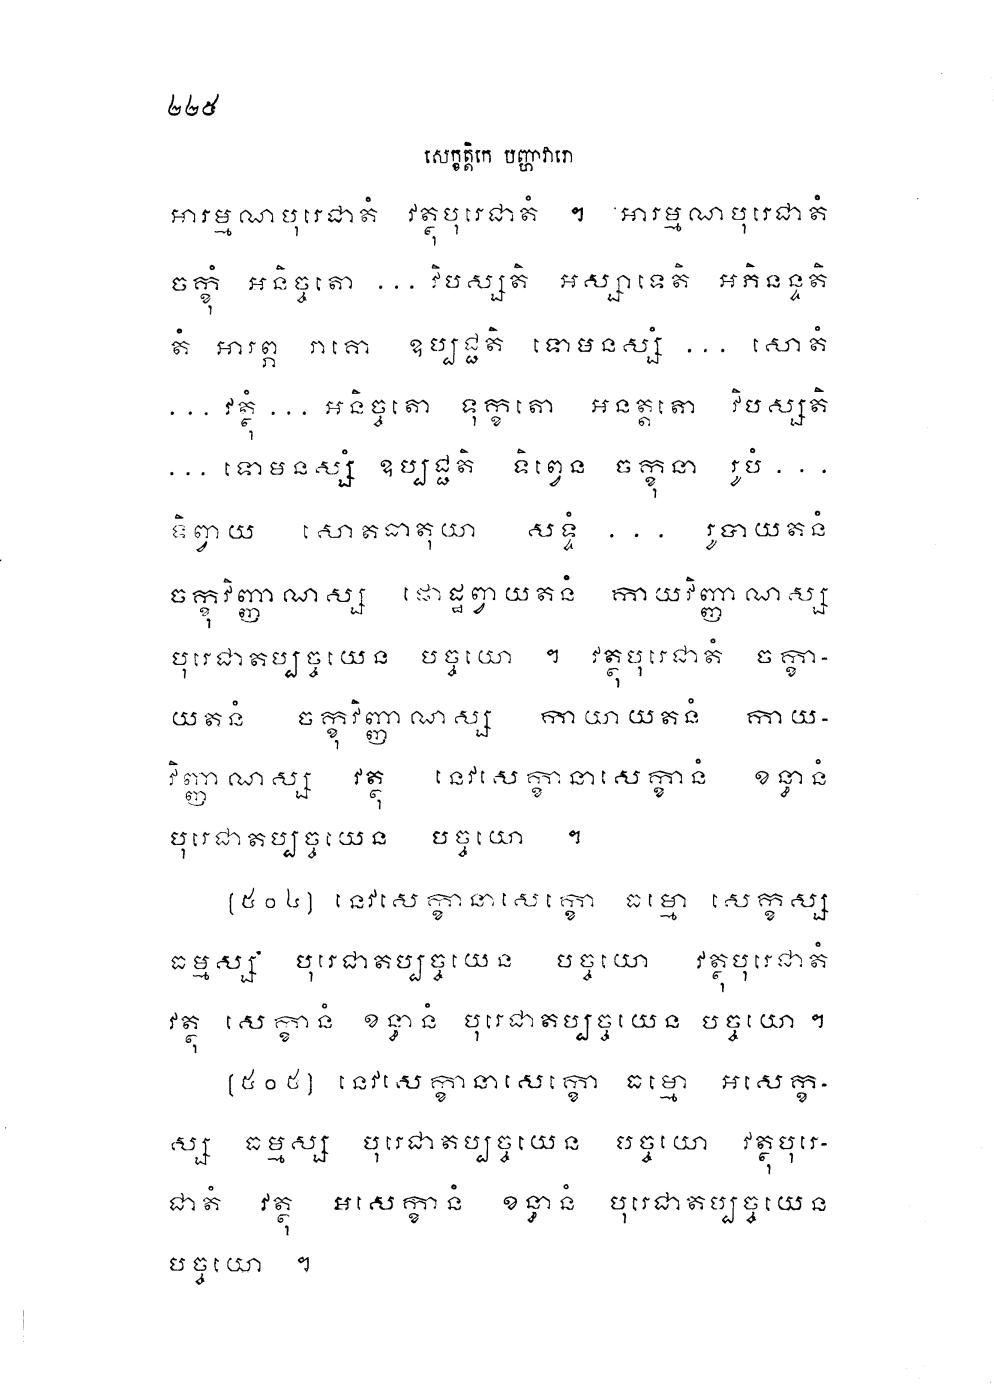 ២២៥
សេក្ខត្តិកេ បញ្ហាវារោ
អារម្មណបុរេជាតំ វត្ថុបុរេជាតំ ។ អារម្មណបុរេជាតំ
ចក្ខុំ អនិច្ចតោ ... វិបស្សតិ អស្សាទេតិ អភិនន្ទតិ
តំ អារព្ភ រាគោ ឧប្បជ្ជតិ ទោមនស្សំ ... សោតំ
... វត្ថុំ ... អនិច្ចតោ ទុក្ខតោ អនត្តតោ វិបស្សតិ
... ទោមនស្សំ ឧប្បជ្ជតិ ទិព្វេន ចក្ខុនា រូបំ ...
ទិព្វាយ សោតធាតុយា សទ្ទំ ... រូបាយតនំ
ចក្ខុវិញ្ញាណស្ស ផោដ្ឋព្វាយតនំ កាយវិញ្ញាណស្ស
បុរេជាតប្បច្ចយេន បច្ចយោ ។ វត្ថុបុរេជាតំ ចក្ខា-
យតនំ ចក្ខុវិញ្ញាណស្ស កាយាយតនំ កាយ-
វិញ្ញាណស្ស វត្ថុ នេវសេក្ខានាសេក្ខានំ ខន្ធានំ
បុរេជាតប្បច្ចយេន បច្ចយោ ។
(៥០៤) នេវសេក្ខានាសេក្ខោ ធម្មោ សេក្ខស្ស
ធម្មស្ស បុរេជាតប្បច្ចយេន បច្ចយោ វត្ថុបុរេជាតំ
វត្ថុ សេក្ខានំ ខន្ធានំ បុរេជាតប្បច្ចយេន បច្ចយោ ។
(៥០៥) នេវសេក្ខានាសេក្ខោ ធម្មោ អសេក្ខ-
ស្ស ធម្មស្ស បុរេជាតប្បច្ចយេន បច្ចយោ វត្ថុបុរេ-
ជាតំ វត្ថុ អសេក្ខានំ ខន្ធានំ បុរេជាតប្បច្ចយេន
បច្ចយោ ។